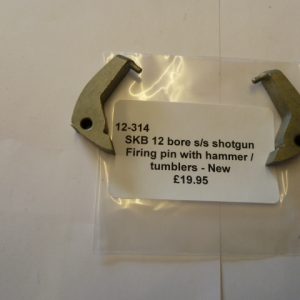 12-314
SKB 12 bore s/s shotgun
Firing pin with hammer /
tumblers - New
£19.95